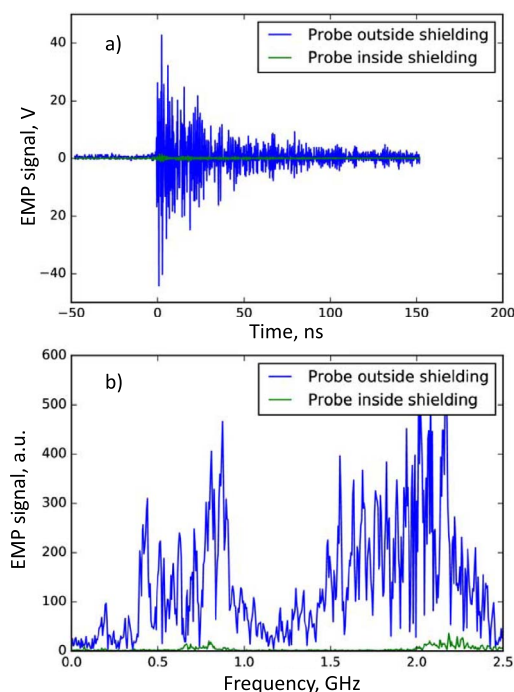 a)
Probe outside shielding
Probe inside shielding
EMP signal, V
40
20
0
20
−40
−50
0
50
100
150
200
Time, ns
b)
Probe outside shielding
Probe inside shielding
EMP signal, a.u.
600
500
400
300
200
100
0
0.0
0.5
1.0
1.5
2.0
2.5
Frequency, GHz